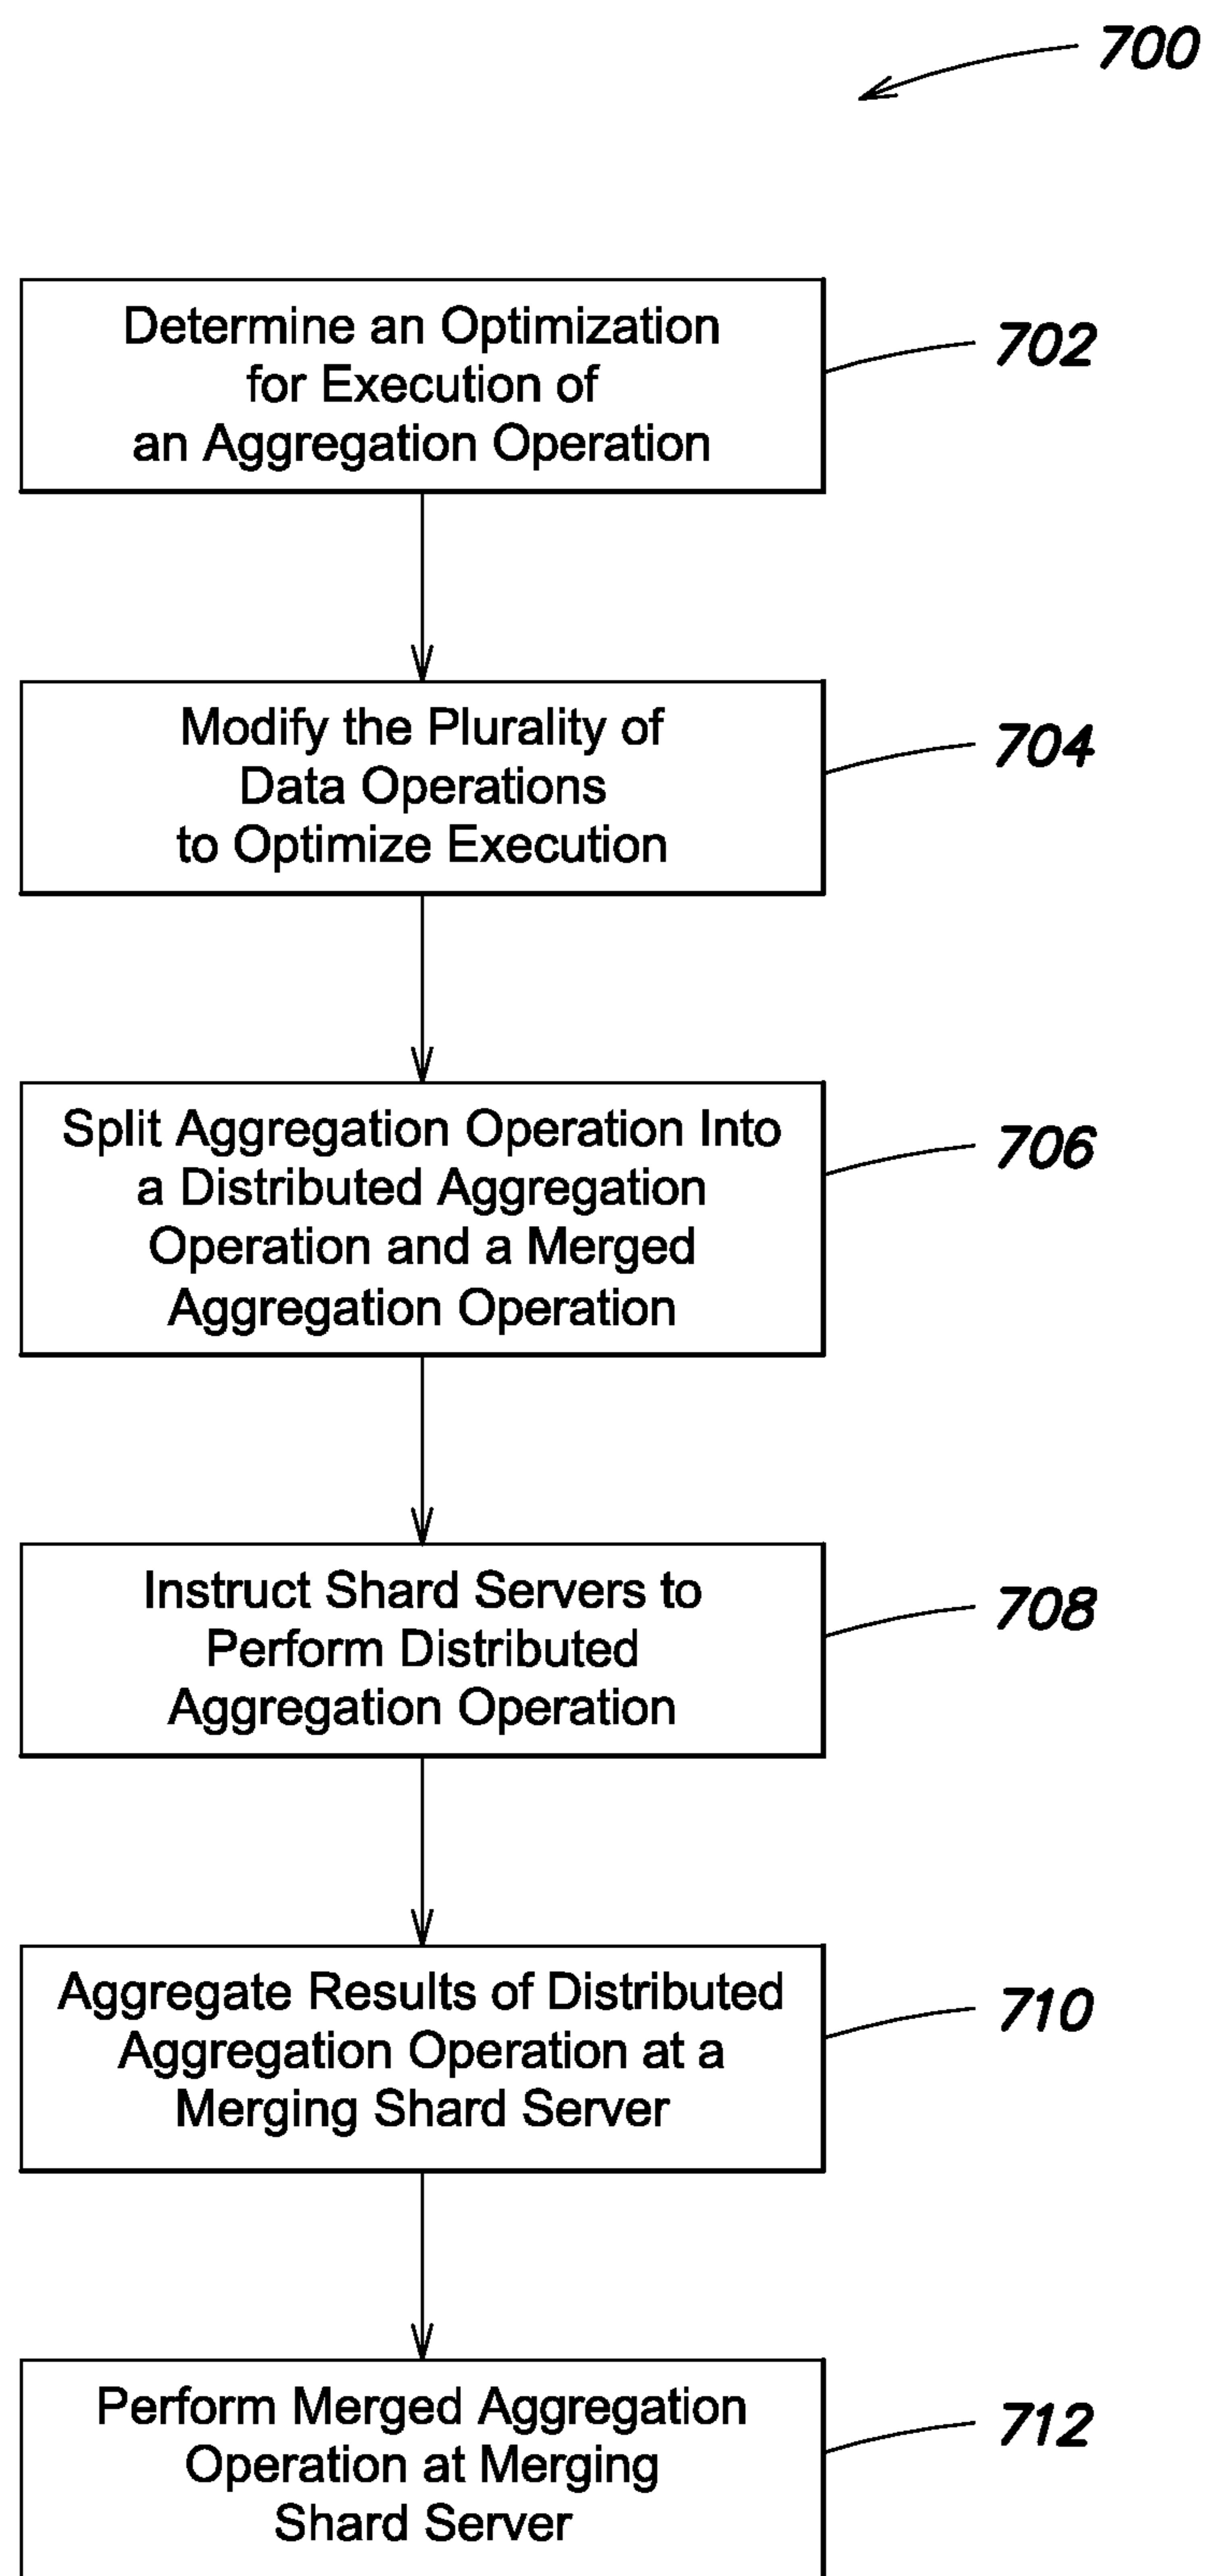 700
Determine an Optimization
for Execution of
an Aggregation Operation
702
Modify the Plurality of
Data Operations
to Optimize Execution
704
Split Aggregation Operation Into
a Distributed Aggregation
Operation and a Merged
Aggregation Operation
706
Instruct Shard Servers to
Perform Distributed
Aggregation Operation
708
Aggregate Results of Distributed
Aggregation Operation at a
Merging Shard Server
710
Perform Merged Aggregation
Operation at Merging
Shard Server
712